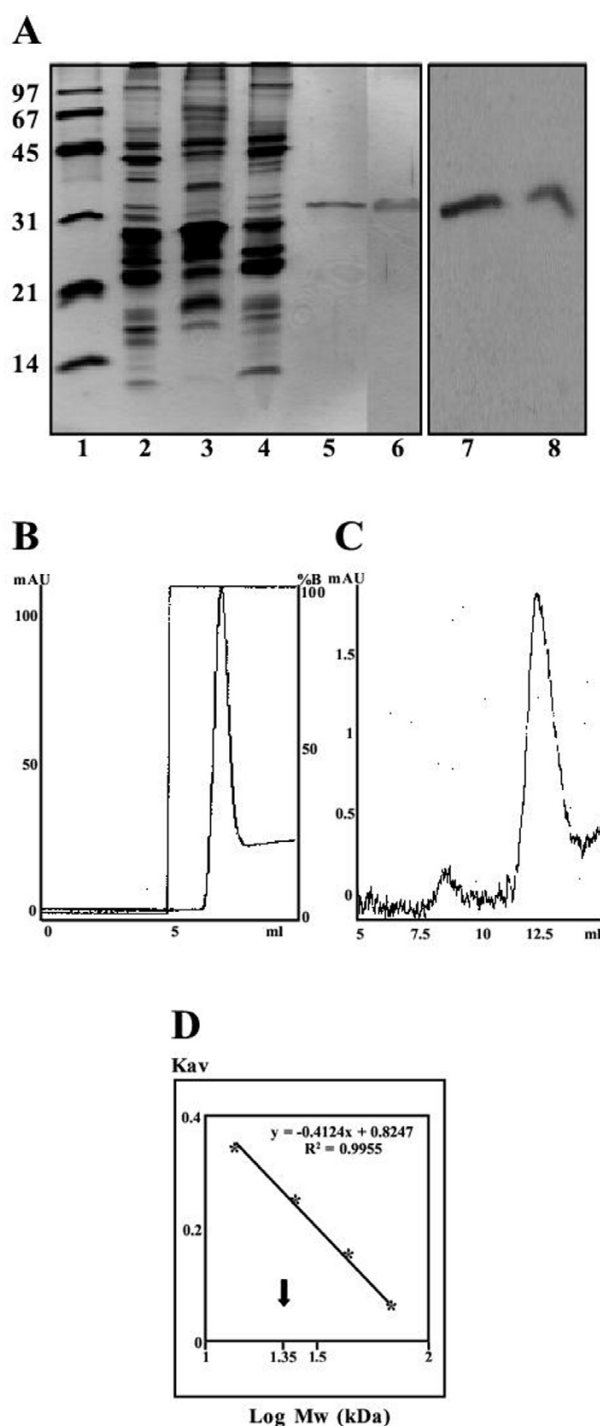 A
97
67
45
31
21
14
1 2 3 4 5 6 7 8
B
C
mAU %B mAU
100 100
50 50
0 0
0 5 ml
1.5
1
0.5
0
5 7.5 10 12.5 ml
D
Kav
0.4
y = -0.4124x + 0.8247
R² = 0.9955
0.2
0
1 1.35 1.5 2
Log Mw (kDa)